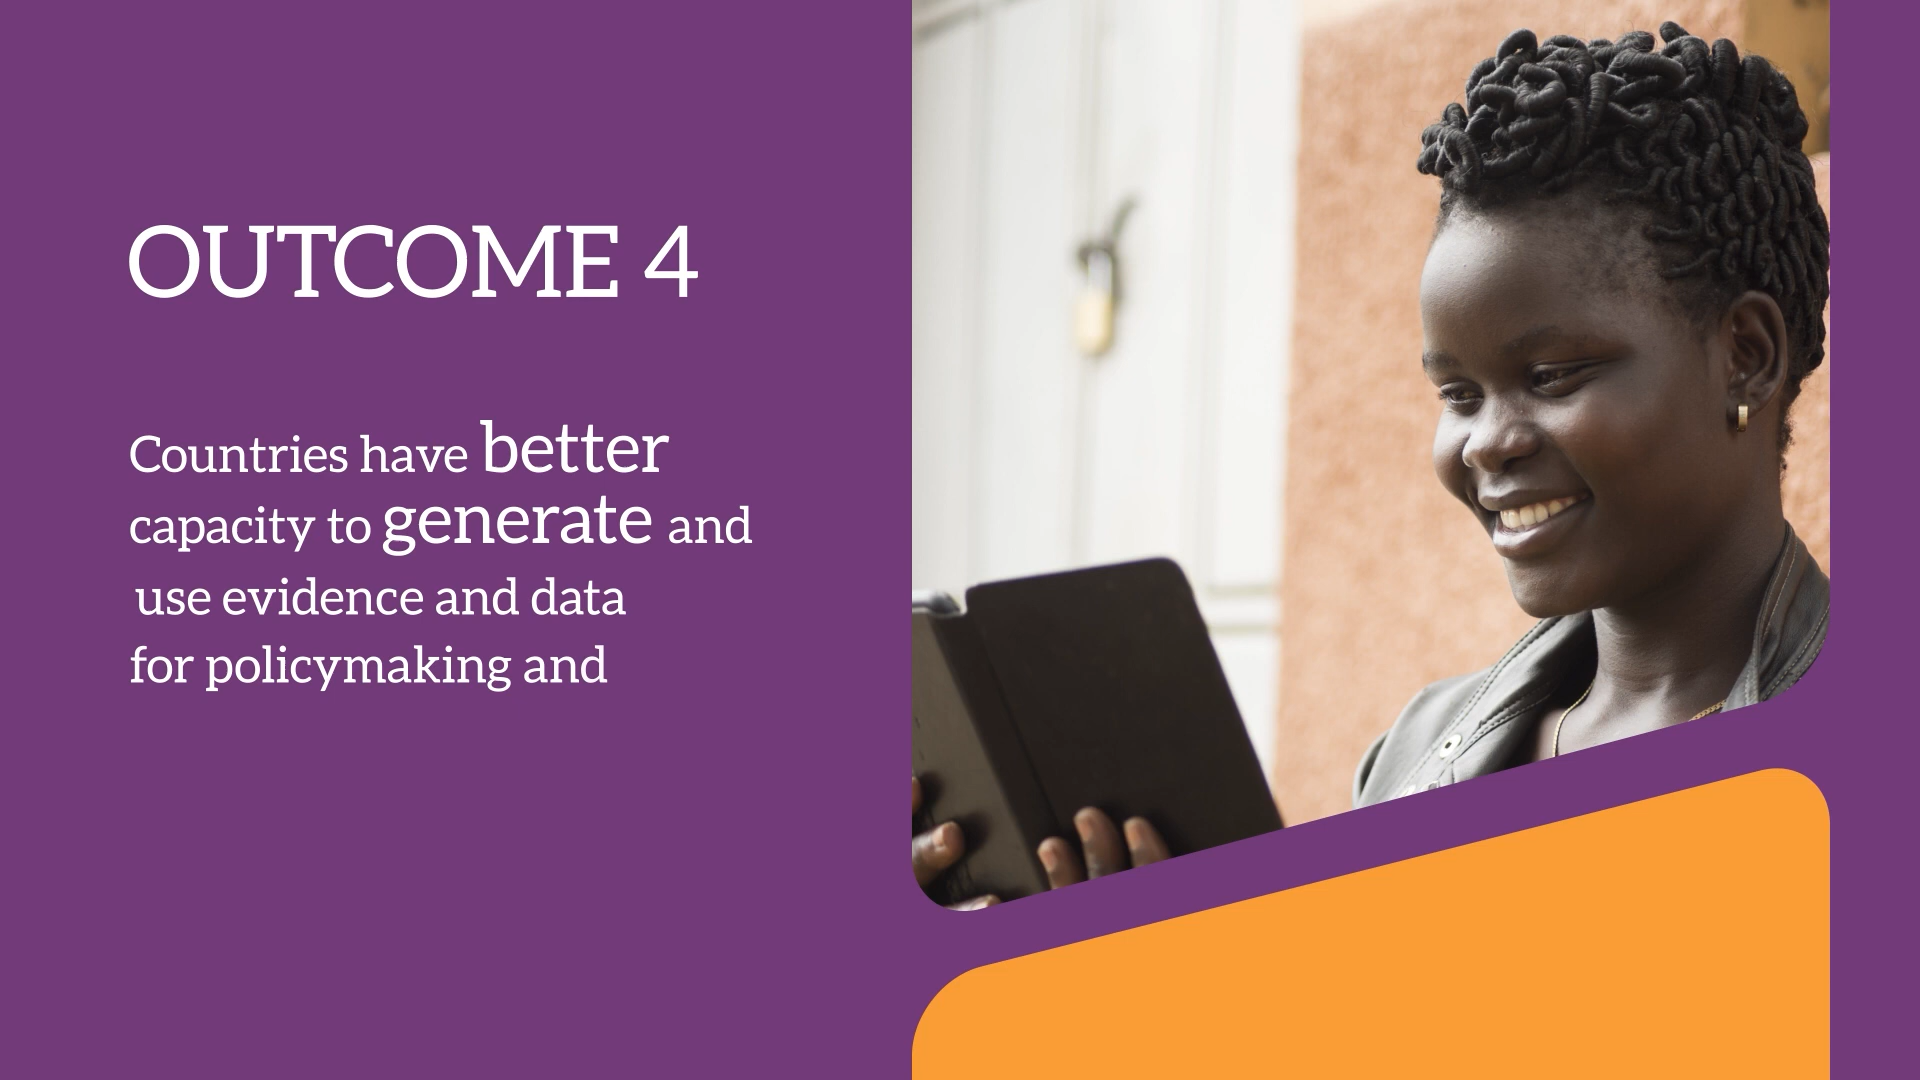 OUTCOME 4
Countries have better
capacity to generate and
use evidence and data
for policymaking and